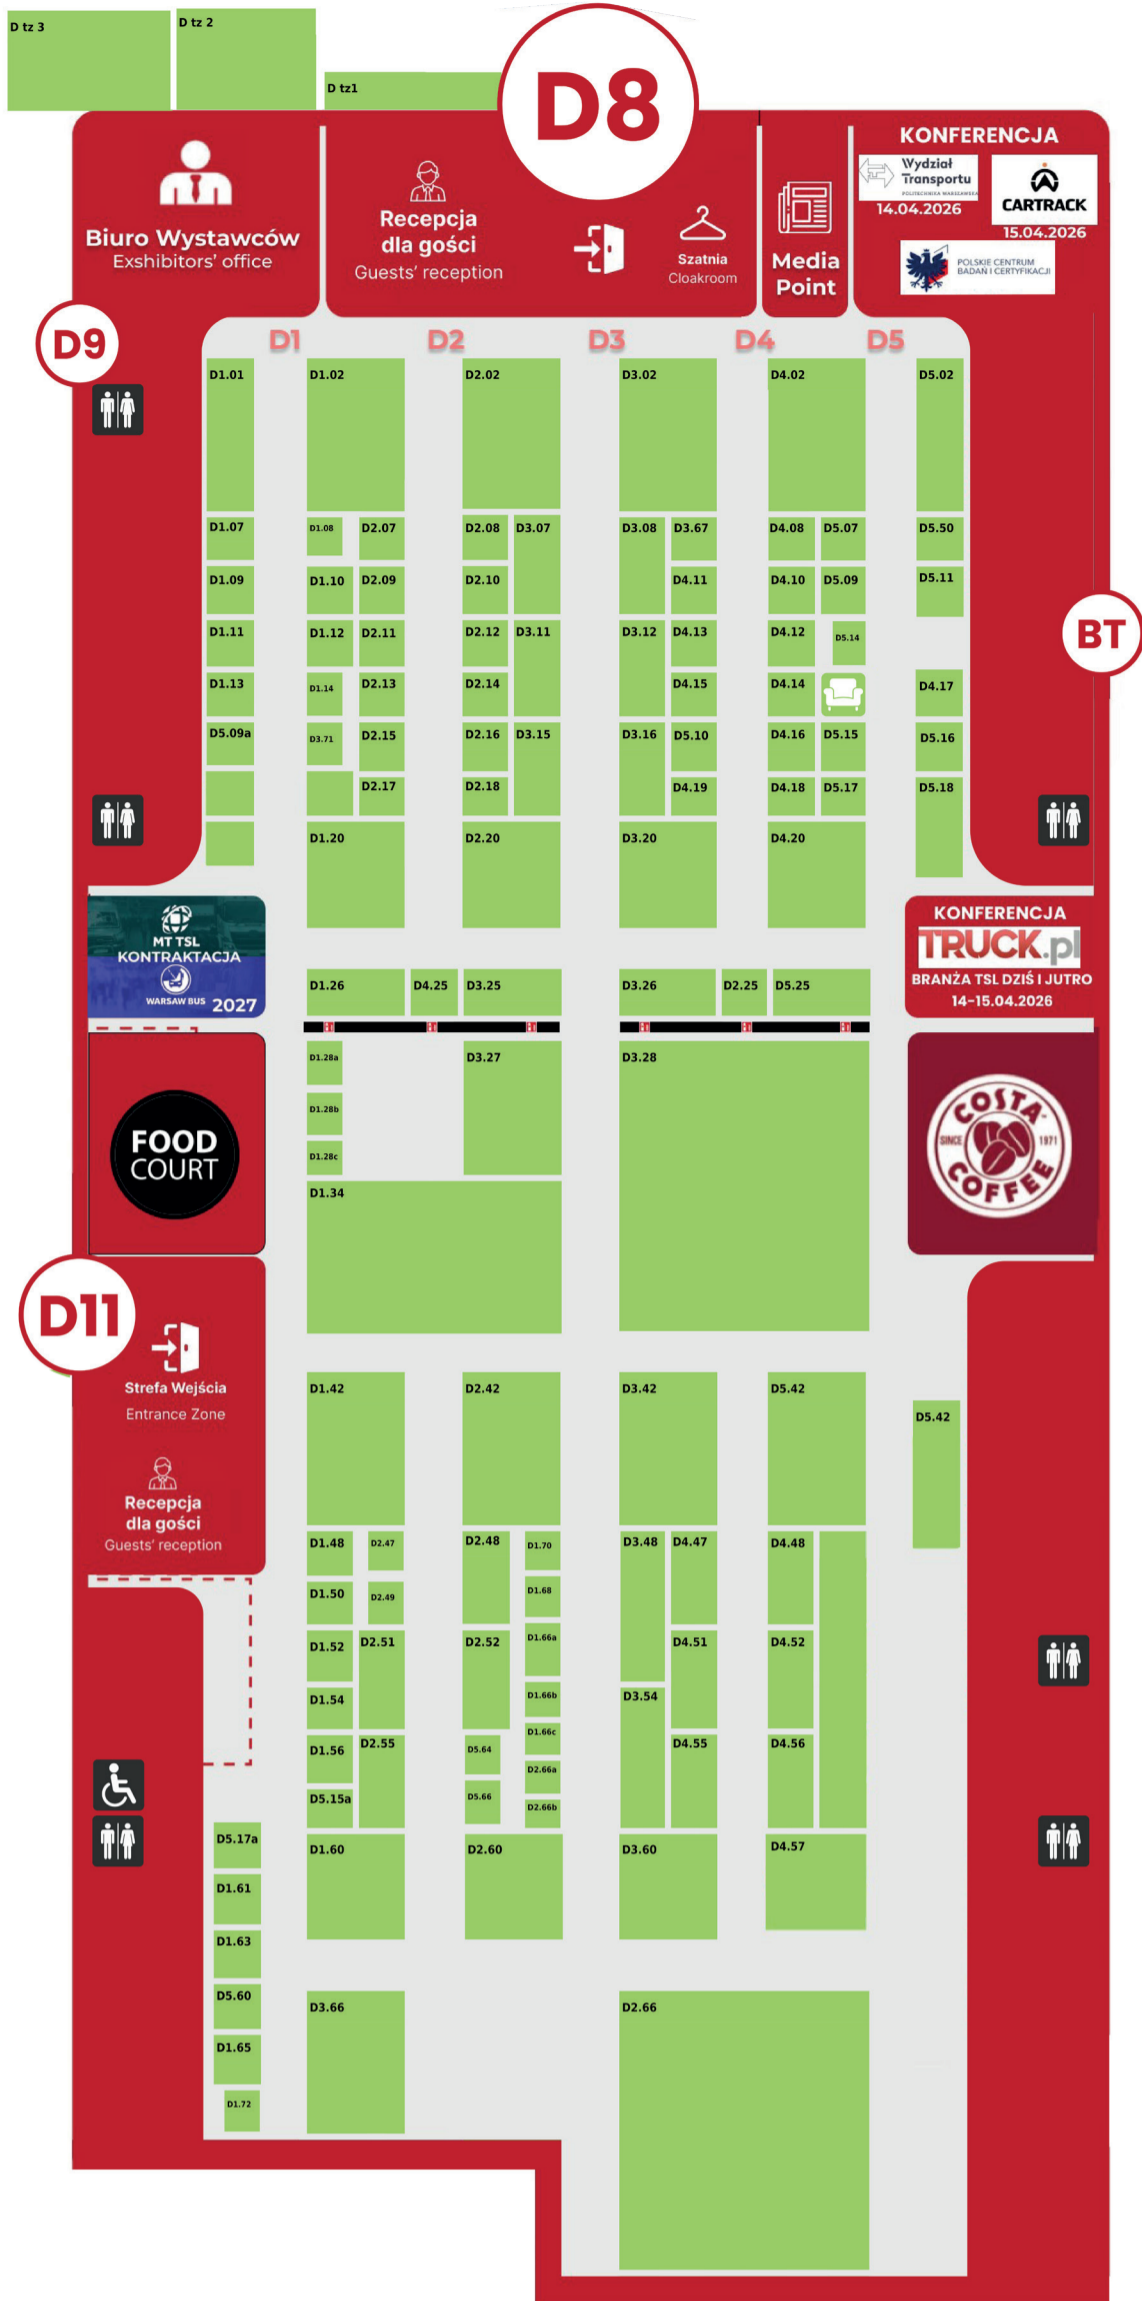 D tz 3
D tz 2
D tz1
D8
Biuro Wystawców
Exshibitors' office
Recepcja
dla gości
Guests' reception
Szatnia
Cloakroom
Media
Point
KONFERENCJA
Wydział
Transportu
POLITECHNIKA WARSZAWSKA
14.04.2026
CARTRACK
15.04.2026
POLSKIE CENTRUM
BADAŃ I CERTYFIKACJI
D9
D1 D2 D3 D4 D5
D1.01 D1.02 D2.02 D3.02 D4.02 D5.02
D1.07 D1.08 D2.07 D2.08 D3.07 D3.08 D3.67 D4.08 D5.07 D5.50
D1.09 D1.10 D2.09 D2.10 D4.11 D4.10 D5.09 D5.11
D1.11 D1.12 D2.11 D2.12 D3.11 D3.12 D4.13 D4.12 D5.14
BT
D1.13 D1.14 D2.13 D2.14 D4.15 D4.14 D4.17
D5.09a D3.71 D2.15 D2.16 D3.15 D3.16 D5.10 D4.16 D5.15 D5.16
D2.17 D2.18 D4.19 D4.18 D5.17 D5.18
D1.20 D2.20 D3.20 D4.20
MT TSL
KONTRAKTACJA
WARSAW BUS 2027
KONFERENCJA
TRUCK.pl
BRANŻA TSL DZIŚ I JUTRO
14-15.04.2026
D1.26 D4.25 D3.25 D3.26 D2.25 D5.25
D1.28a D3.27 D3.28
D1.28b
D1.28c
D1.34
FOOD
COURT
COSTA
SINCE 1971
COFFEE
D11
Strefa Wejścia
Entrance Zone
Recepcja
dla gości
Guests' reception
D1.42 D2.42 D3.42 D5.42 D5.42
D1.48 D2.47 D2.48 D1.70 D3.48 D4.47 D4.48
D1.50 D2.49 D1.68
D1.52 D2.51 D2.52 D1.66a D4.51 D4.52
D1.54 D1.66b D3.54
D1.56 D2.55 D5.64 D1.66c D4.55 D4.56
D5.15a D5.66 D2.66a
D2.66b
D5.17a D1.60 D2.60 D3.60 D4.57
D1.61
D1.63
D5.60 D3.66 D2.66
D1.65
D1.72